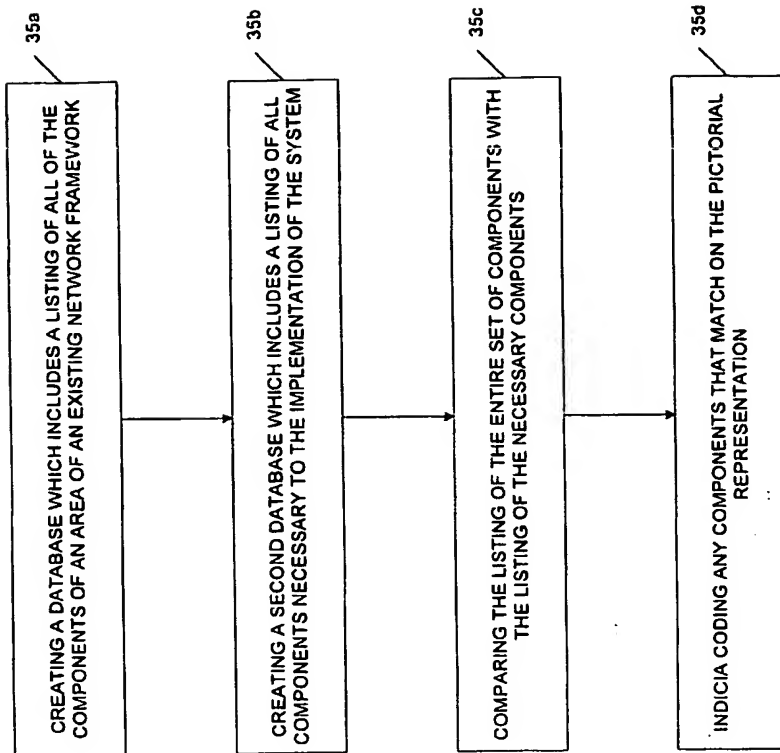 35a
CREATING A DATABASE WHICH INCLUDES A LISTING OF ALL OF THE
COMPONENTS OF AN AREA OF AN EXISTING NETWORK FRAMEWORK
35b
CREATING A SECOND DATABASE WHICH INCLUDES A LISTING OF ALL
COMPONENTS NECESSARY TO THE IMPLEMENTATION OF THE SYSTEM
35c
COMPARING THE LISTING OF THE ENTIRE SET OF COMPONENTS WITH
THE LISTING OF THE NECESSARY COMPONENTS
35d
INDICIA CODING ANY COMPONENTS THAT MATCH ON THE PICTORIAL
REPRESENTATION